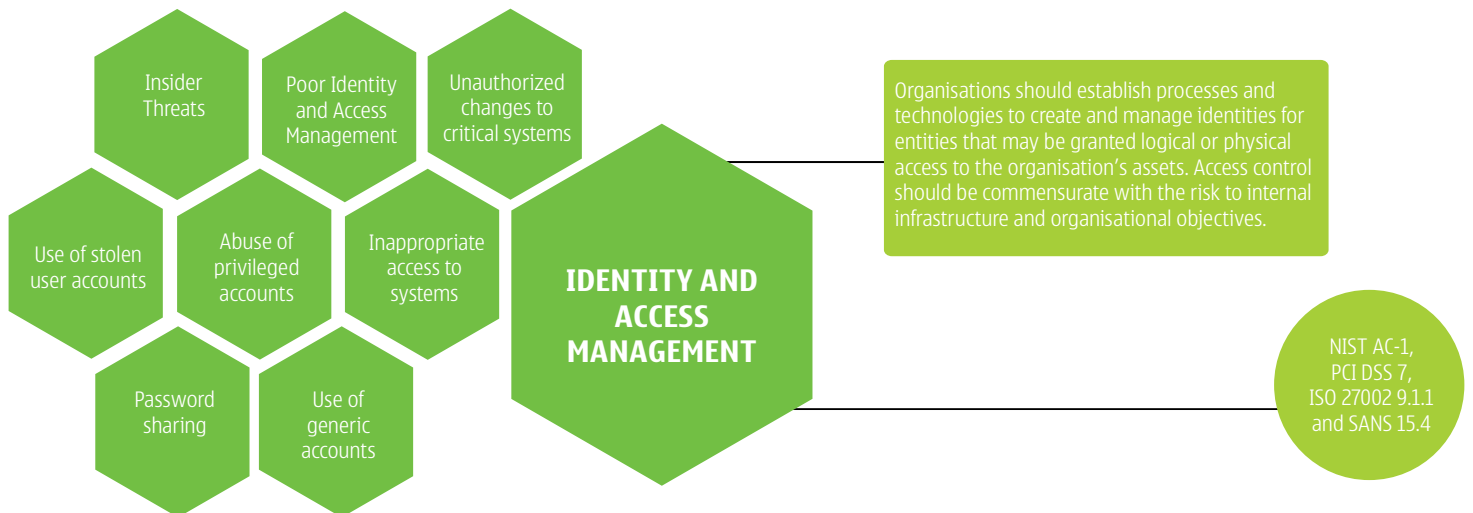 Insider
Threats
Poor Identity
and Access
Management
Unauthorized
changes to
critical systems
Use of stolen
user accounts
Abuse of
privileged
accounts
Inappropriate
access to
systems
Password
sharing
Use of
generic
accounts
IDENTITY AND
ACCESS
MANAGEMENT
Organisations should establish processes and
technologies to create and manage identities for
entities that may be granted logical or physical
access to the organisation’s assets. Access control
should be commensurate with the risk to internal
infrastructure and organisational objectives.
NIST AC-1,
PCI DSS 7,
ISO 27002 9.1.1
and SANS 15.4